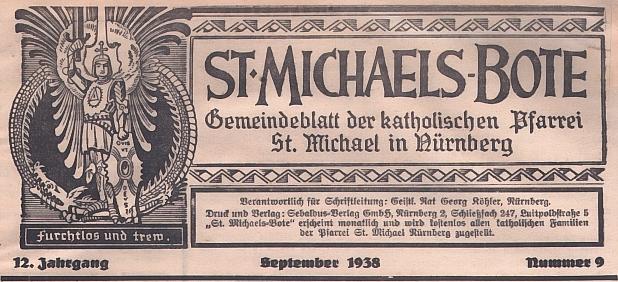 ST. MICHAELS-BOTE
Gemeindeblatt der katholischen Pfarrei
St. Michael in Nürnberg
Verantwortlich für Schriftleitung: Geistl. Rat Georg Köhler, Nürnberg.
Druck und Verlag: Sebaldus-Verlag GmbH, Nürnberg 2, Schließfach 247, Luitpoldstraße 5
„St. Michaels-Bote" erscheint monatlich und wird kostenlos allen katholischen Familien
der Pfarrei St. Michael Nürnberg zugestellt.
Furchtlos und treu.
12. Jahrgang
September 1938
Nummer 9